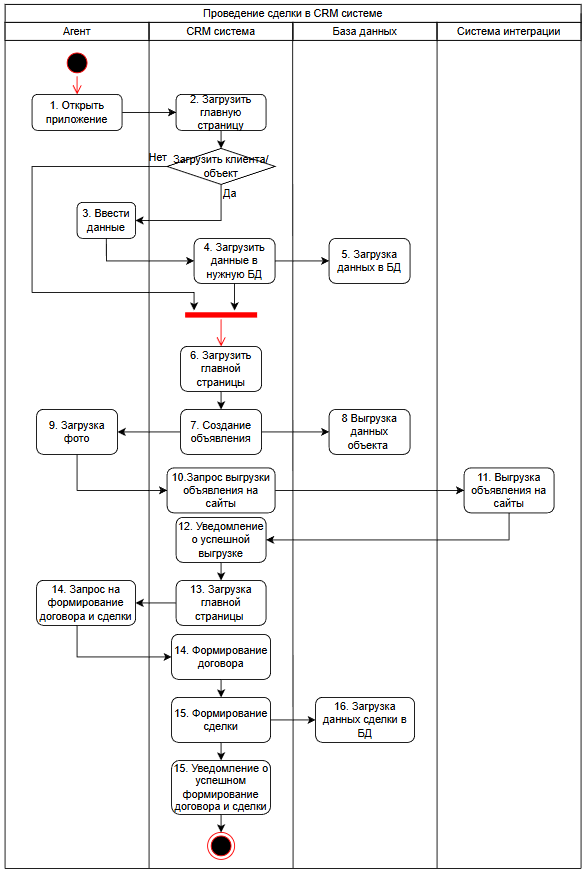 Проведение сделки в CRM системе
Агент
CRM система
База данных
Система интеграции
1. Открыть
приложение
2. Загрузить
главную
страницу
Нет
Загрузить клиента/
объект
Да
3. Ввести
данные
4. Загрузить
данные в
нужную БД
5. Загрузка
данных в БД
6. Загрузить
главной
страницы
9. Загрузка
фото
7. Создание
объявления
8 Выгрузка
данных
объекта
10.Запрос выгрузки
объявления на
сайты
11. Выгрузка
объявления на
сайты
12. Уведомление
о успешной
выгрузке
14. Запрос на
формирование
договора и сделки
13. Загрузка
главной
страницы
14. Формирование
договора
15. Формирование
сделки
16. Загрузка
данных сделки в
БД
15. Уведомление о
успешном
формирование
договора и сделки